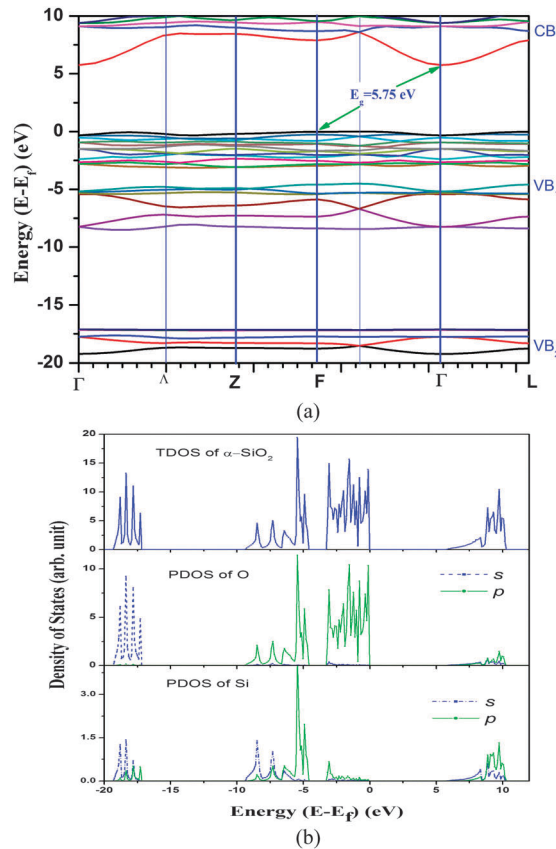 10
CB
5
E_g=5.75 eV
0
-5
VB
-10
-15
VB
-20
Energy (E-E_f) (eV)
Γ Λ Z F Γ L
(a)
20
TDOS of α-SiO₂
15
10
5
0
10
PDOS of O
s
p
5
0
PDOS of Si
s
p
3.0
1.5
0.0
Density of States (arb. unit)
-20 -15 -10 -5 0 5 10
Energy (E-E_f) (eV)
(b)